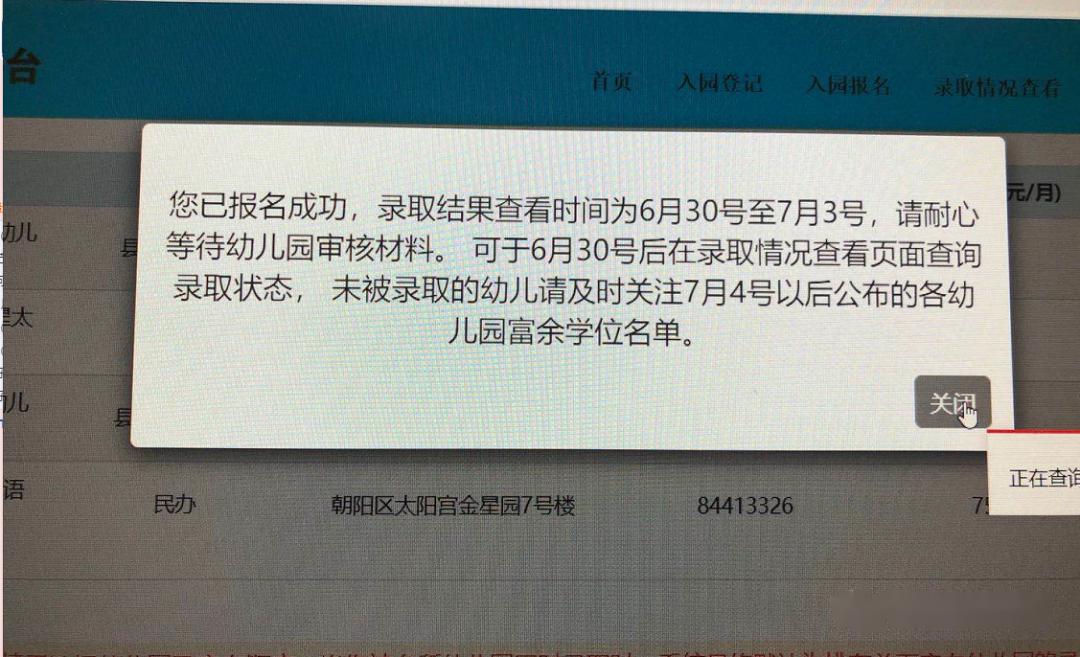 台
首页 入园登记 入园报名 录取情况查看
元/月)
您已报名成功，录取结果查看时间为6月30号至7月3号，请耐心
等待幼儿园审核材料。 可于6月30号后在录取情况查看页面查询
录取状态， 未被录取的幼儿请及时关注7月4号以后公布的各幼
儿园富余学位名单。
关闭
幼儿
县
星太
儿
县
正在查询
语 民办 朝阳区太阳宫金星园7号楼 84413326 75